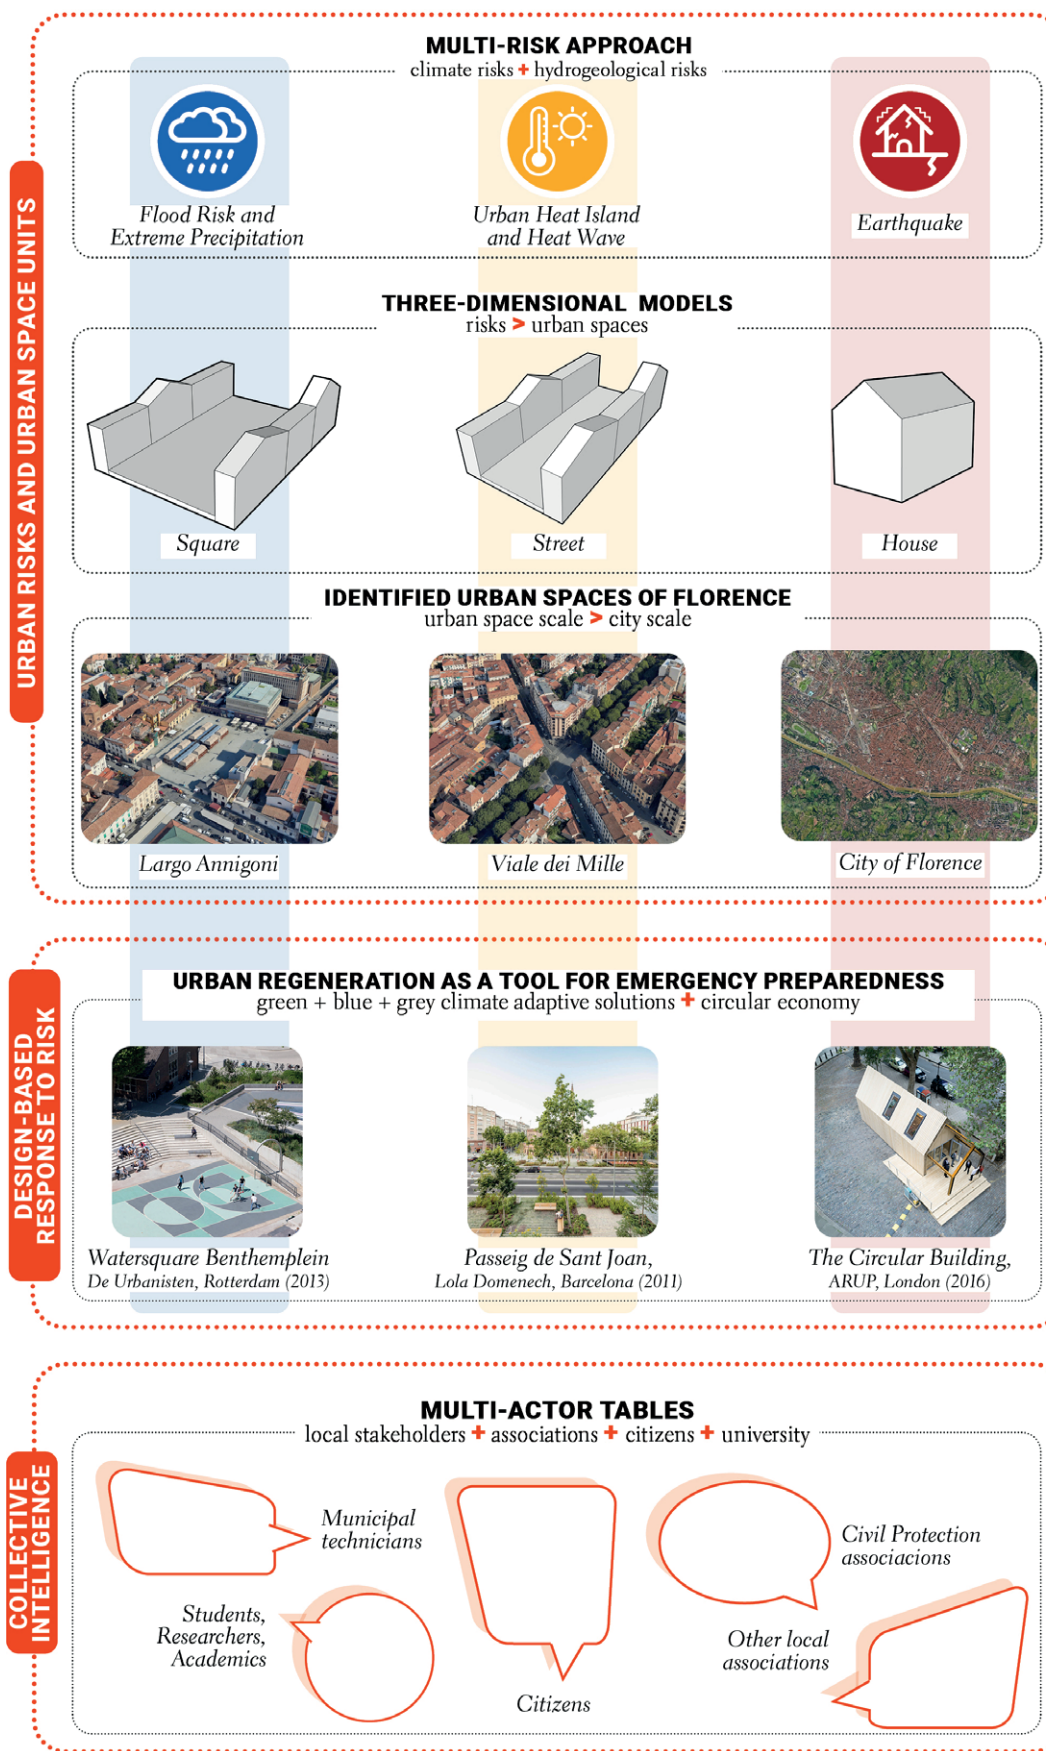 URBAN RISKS AND URBAN SPACE UNITS
MULTI-RISK APPROACH
climate risks + hydrogeological risks
Flood Risk and
Extreme Precipitation
Urban Heat Island
and Heat Wave
Earthquake
THREE-DIMENSIONAL MODELS
risks > urban spaces
Square
Street
House
IDENTIFIED URBAN SPACES OF FLORENCE
urban space scale > city scale
Largo Annigoni
Viale dei Mille
City of Florence
DESIGN-BASED
RESPONSE TO RISK
URBAN REGENERATION AS A TOOL FOR EMERGENCY PREPAREDNESS
green + blue + grey climate adaptive solutions + circular economy
Watersquare Benthemplein
De Urbanisten, Rotterdam (2013)
Passeig de Sant Joan,
Lola Domenech, Barcelona (2011)
The Circular Building,
ARUP, London (2016)
COLLECTIVE
INTELLIGENCE
MULTI-ACTOR TABLES
local stakeholders + associations + citizens + university
Municipal
technicians
Students,
Researchers,
Academics
Citizens
Civil Protection
associacions
Other local
associations